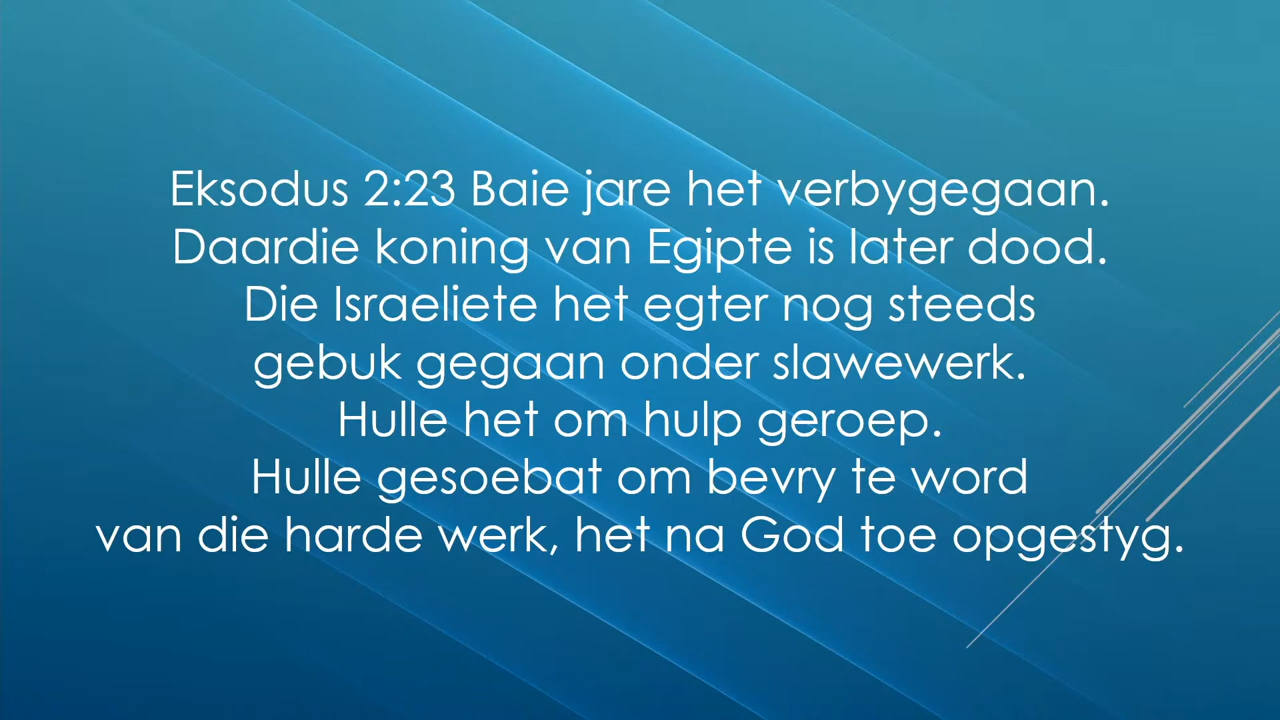 Eksodus 2:23 Baie jare het verbygegaan.
Daardie koning van Egipte is later dood.
Die Israeliete het egter nog steeds
gebuk gegaan onder slawewerk.
Hulle het om hulp geroep.
Hulle gesoebat om bevry te word
van die harde werk, het na God toe opgestyg.